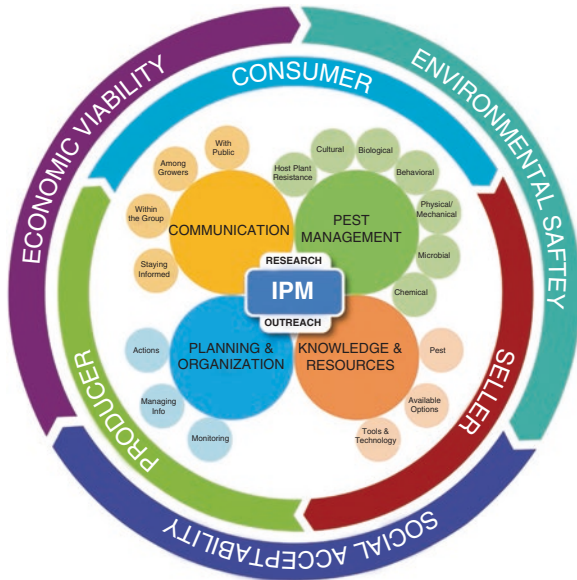 ECONOMIC VIABILITY
ENVIRONMENTAL SAFTEY
SOCIAL ACCEPTABILITY
CONSUMER
SELLER
PRODUCER
COMMUNICATION
With
Public
Among
Growers
Within
the Group
Staying
Informed
PEST
MANAGEMENT
Host Plant
Resistance
Cultural
Biological
Behavioral
Physical/
Mechanical
Microbial
Chemical
RESEARCH
IPM
OUTREACH
PLANNING &
ORGANIZATION
Actions
Managing
Info
Monitoring
KNOWLEDGE &
RESOURCES
Pest
Available
Options
Tools &
Technology